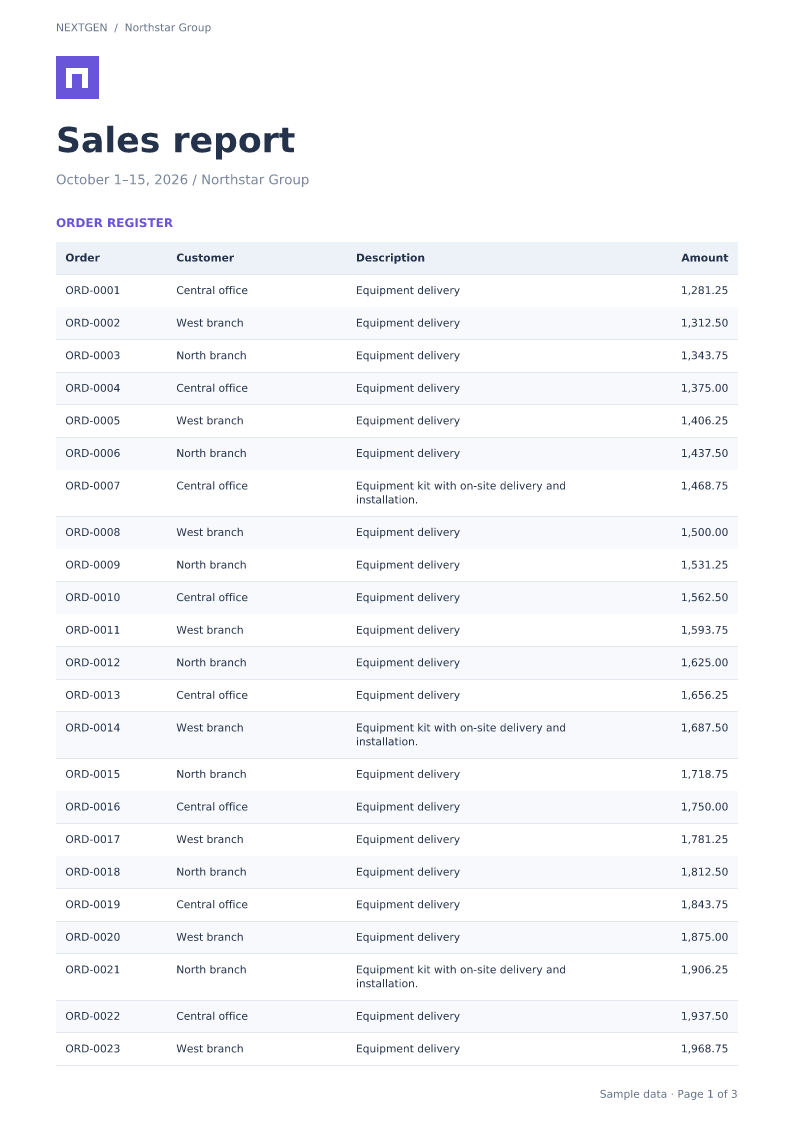 NEXTGEN / Northstar Group
Sales report
October 1–15, 2026 / Northstar Group
ORDER REGISTER
Order Customer Description Amount
ORD-0001 Central office Equipment delivery 1,281.25
ORD-0002 West branch Equipment delivery 1,312.50
ORD-0003 North branch Equipment delivery 1,343.75
ORD-0004 Central office Equipment delivery 1,375.00
ORD-0005 West branch Equipment delivery 1,406.25
ORD-0006 North branch Equipment delivery 1,437.50
ORD-0007 Central office Equipment kit with on-site delivery and 1,468.75
installation.
ORD-0008 West branch Equipment delivery 1,500.00
ORD-0009 North branch Equipment delivery 1,531.25
ORD-0010 Central office Equipment delivery 1,562.50
ORD-0011 West branch Equipment delivery 1,593.75
ORD-0012 North branch Equipment delivery 1,625.00
ORD-0013 Central office Equipment delivery 1,656.25
ORD-0014 West branch Equipment kit with on-site delivery and 1,687.50
installation.
ORD-0015 North branch Equipment delivery 1,718.75
ORD-0016 Central office Equipment delivery 1,750.00
ORD-0017 West branch Equipment delivery 1,781.25
ORD-0018 North branch Equipment delivery 1,812.50
ORD-0019 Central office Equipment delivery 1,843.75
ORD-0020 West branch Equipment delivery 1,875.00
ORD-0021 North branch Equipment kit with on-site delivery and 1,906.25
installation.
ORD-0022 Central office Equipment delivery 1,937.50
ORD-0023 West branch Equipment delivery 1,968.75
Sample data · Page 1 of 3